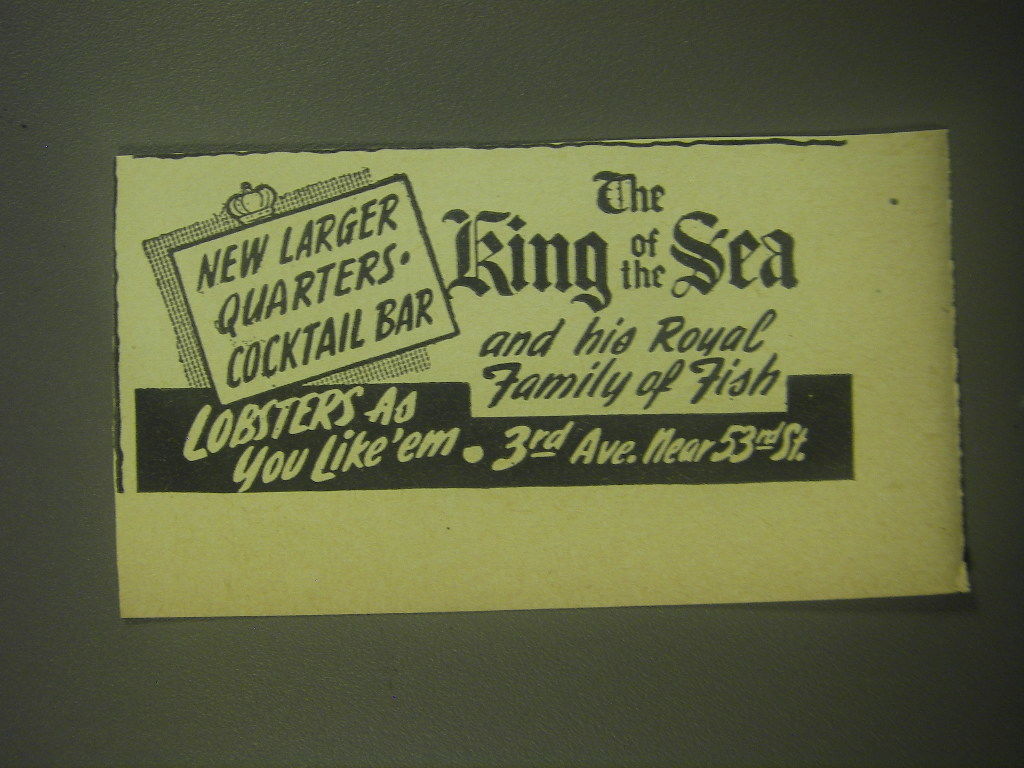 NEW LARGER
QUARTERS •
COCKTAIL BAR
The
King of the Sea
and his Royal
Family of Fish
LOBSTERS As
You Like 'em • 3rd Ave. Near 53rd St.